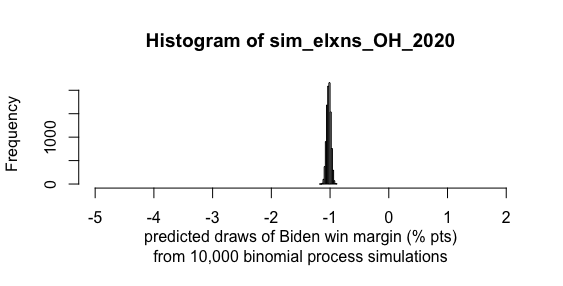 Histogram of sim_elxns_OH_2020
Frequency
1000
0
-5 -4 -3 -2 -1 0 1 2
predicted draws of Biden win margin (% pts)
from 10,000 binomial process simulations